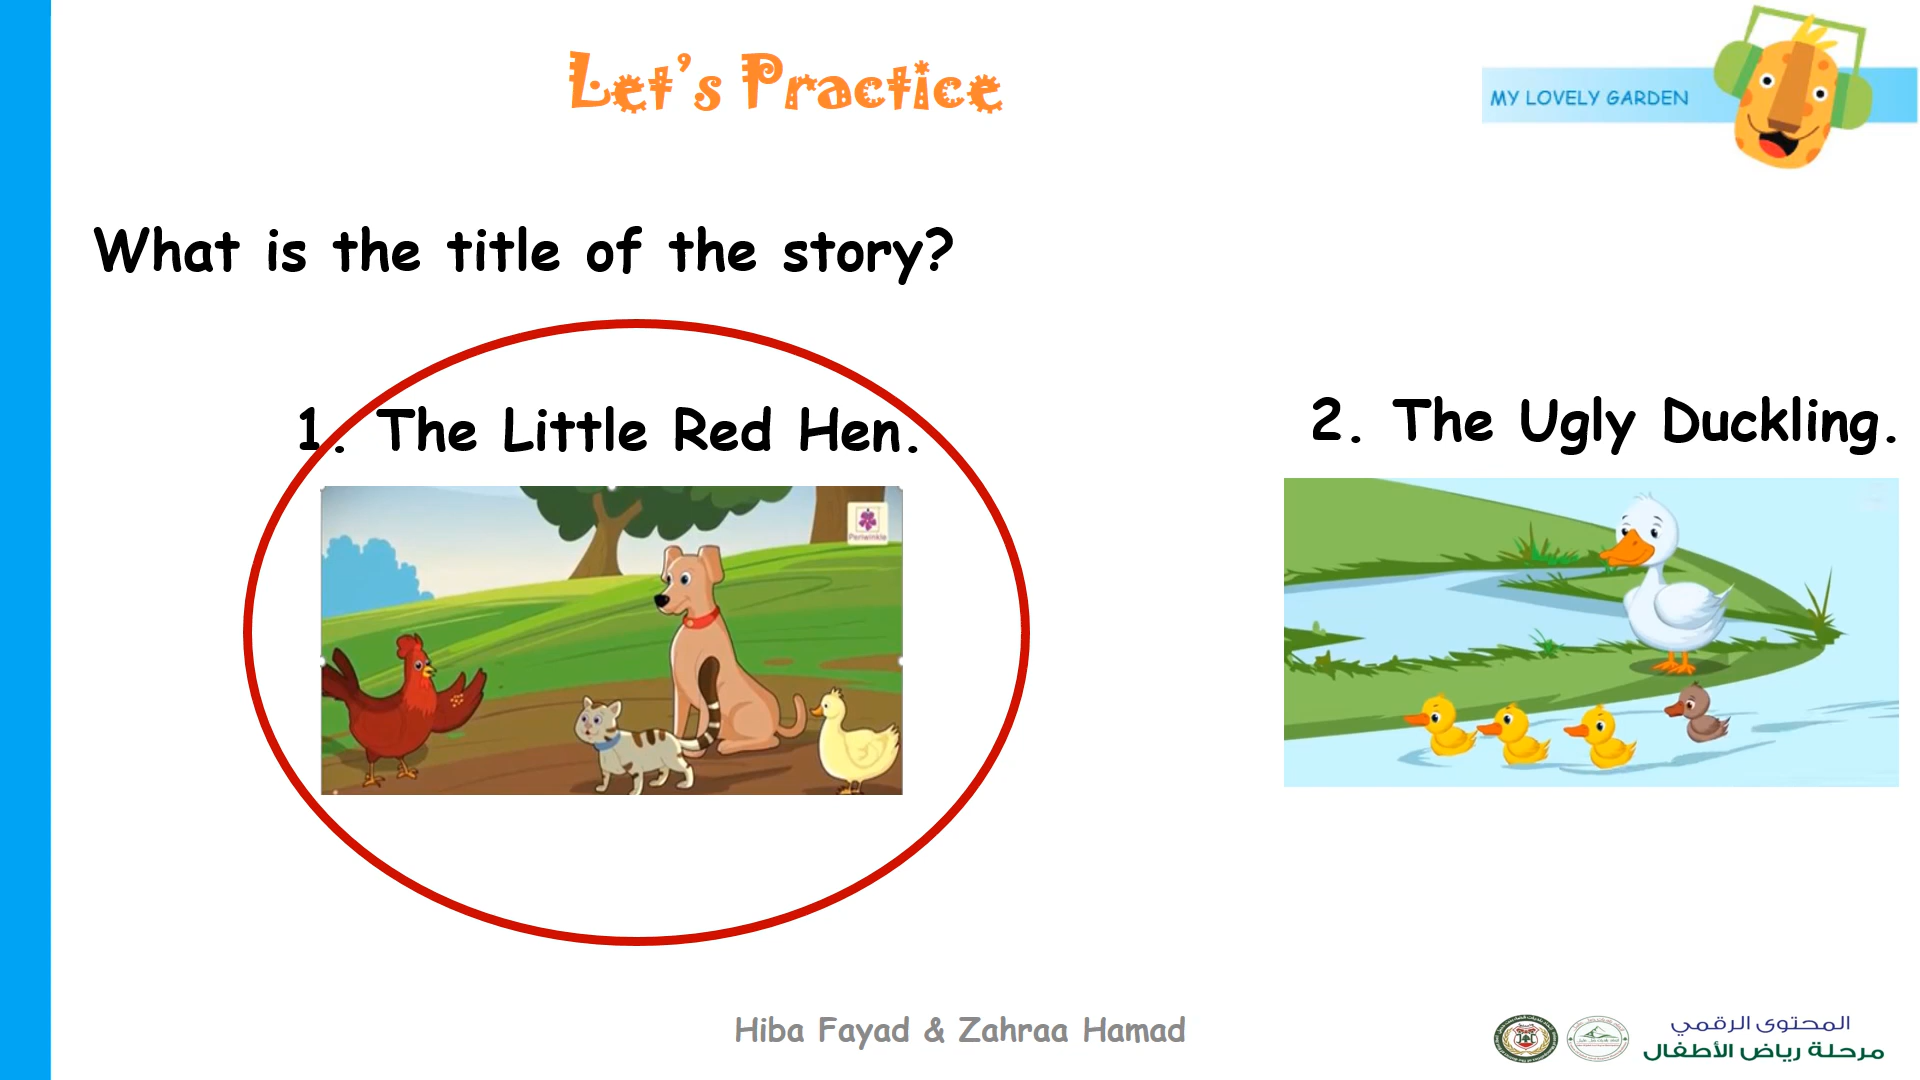 Let's Practice
MY LOVELY GARDEN
What is the title of the story?
1. The Little Red Hen.
2. The Ugly Duckling.
Periwinkle
Hiba Fayad & Zahraa Hamad
المحتوى الرقمي
مرحلة رياض الأطفال